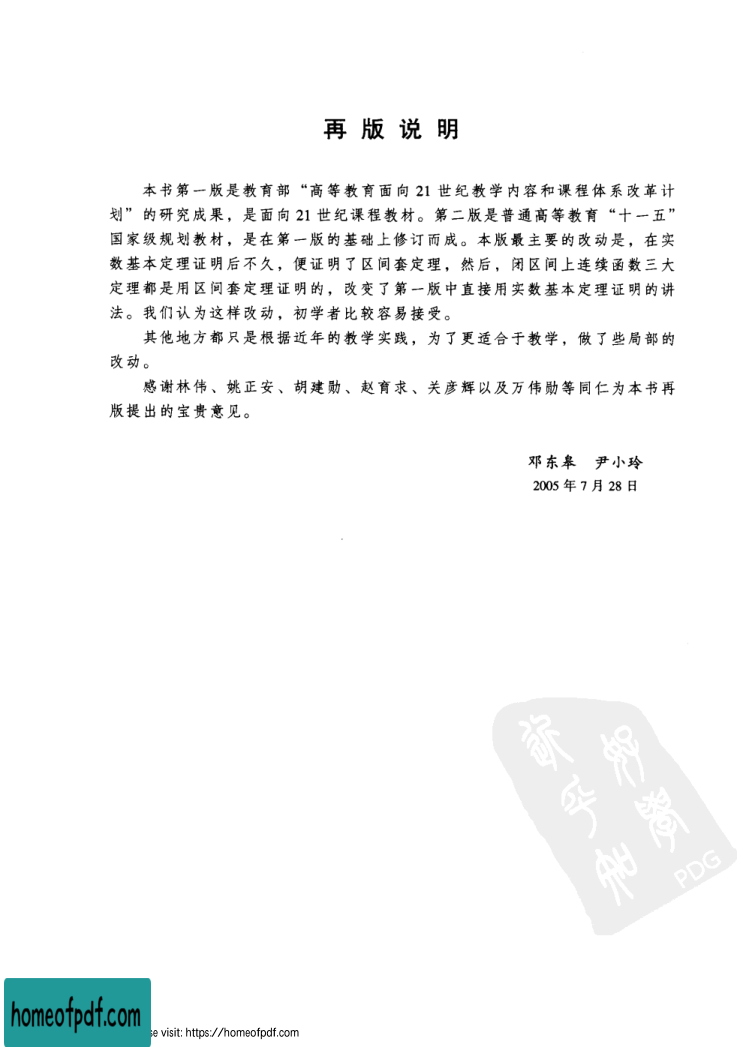 再版说明
本书第一版是教育部“高等教育面向 21 世纪教学内容和课程体系改革计
划”的研究成果，是面向 21 世纪课程教材。第二版是普通高等教育“十一五”
国家级规划教材，是在第一版的基础上修订而成。本版最主要的改动是，在实
数基本定理证明后不久，便证明了区间套定理，然后，闭区间上连续函数三大
定理都是用区间套定理证明的，改变了第一版中直接用实数基本定理证明的讲
法。我们认为这样改动，初学者比较容易接受。
其他地方都只是根据近年的教学实践，为了更适合于教学，做了些局部的
改动。
感谢林伟、姚正安、胡建勋、赵育求、关彦辉以及万伟勋等同仁为本书再
版提出的宝贵意见。
邓东皋　尹小玲
2005 年 7 月 28 日
PDG
homeofpdf.com
se visit: https://homeofpdf.com